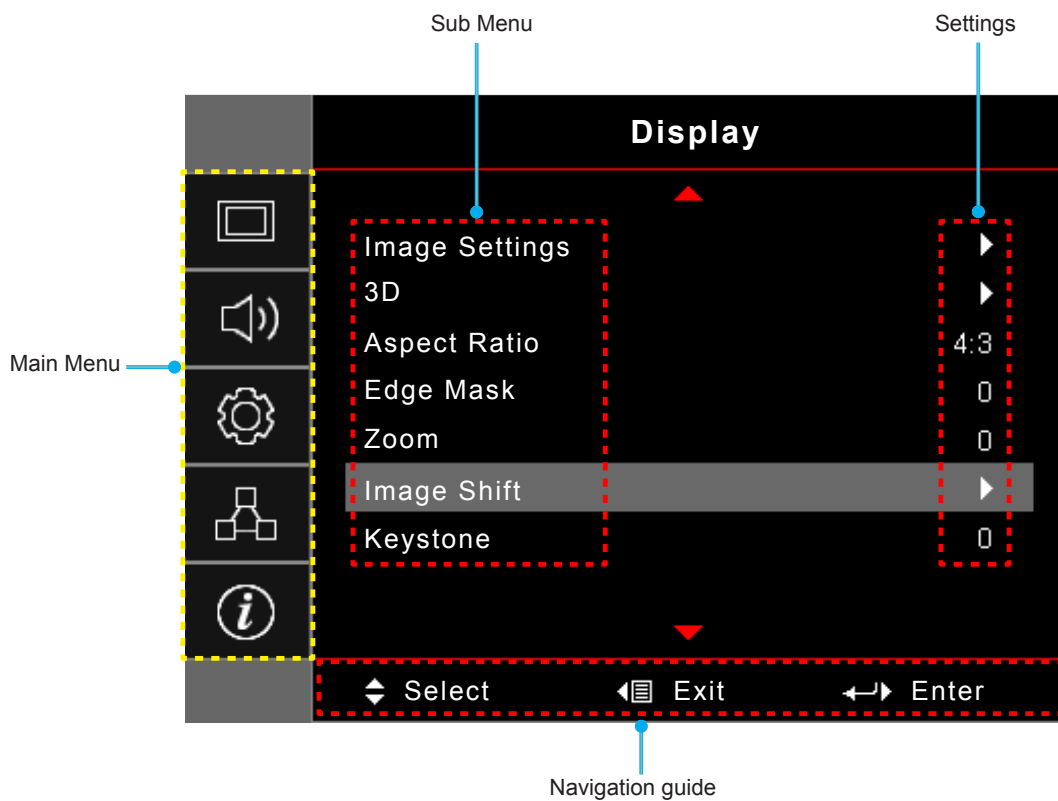 Sub Menu
Settings
Display
Image Settings
3D
Aspect Ratio 4:3
Edge Mask 0
Zoom 0
Image Shift
Keystone 0
Main Menu
i
Select Exit Enter
Navigation guide